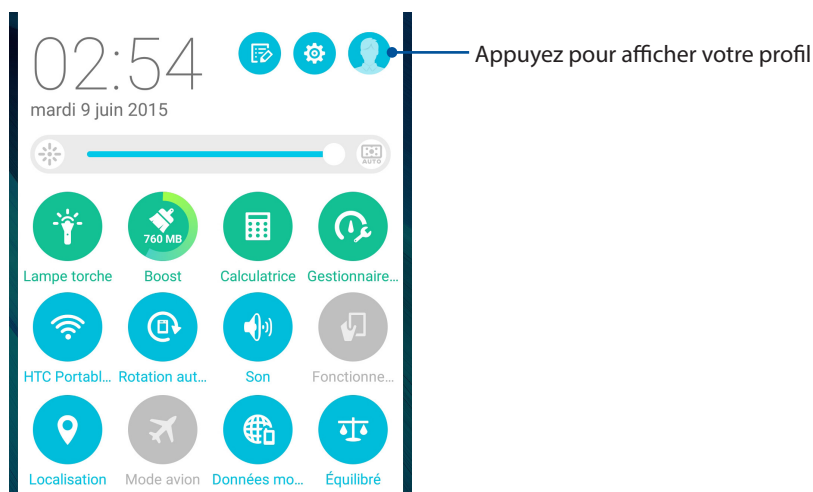 02:54
Appuyez pour afficher votre profil
mardi 9 juin 2015
AUTO
760 MB
Lampe torche Boost Calculatrice Gestionnaire...
HTC Portabl... Rotation aut... Son Fonctionne...
Localisation Mode avion Données mo... Équilibré